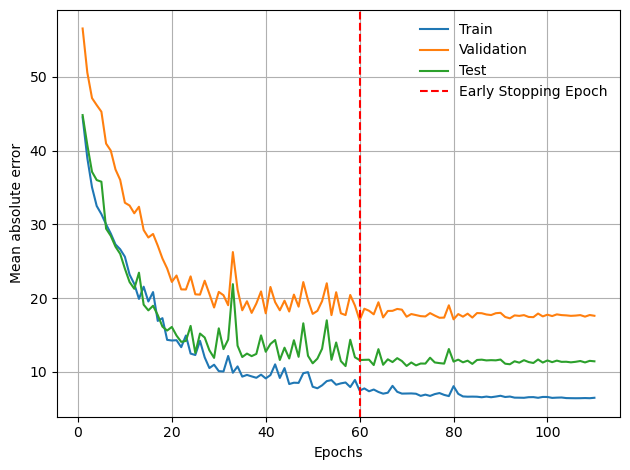 Train
Validation
Test
Early Stopping Epoch
Mean absolute error
50
40
30
20
10
0 20 40 60 80 100
Epochs